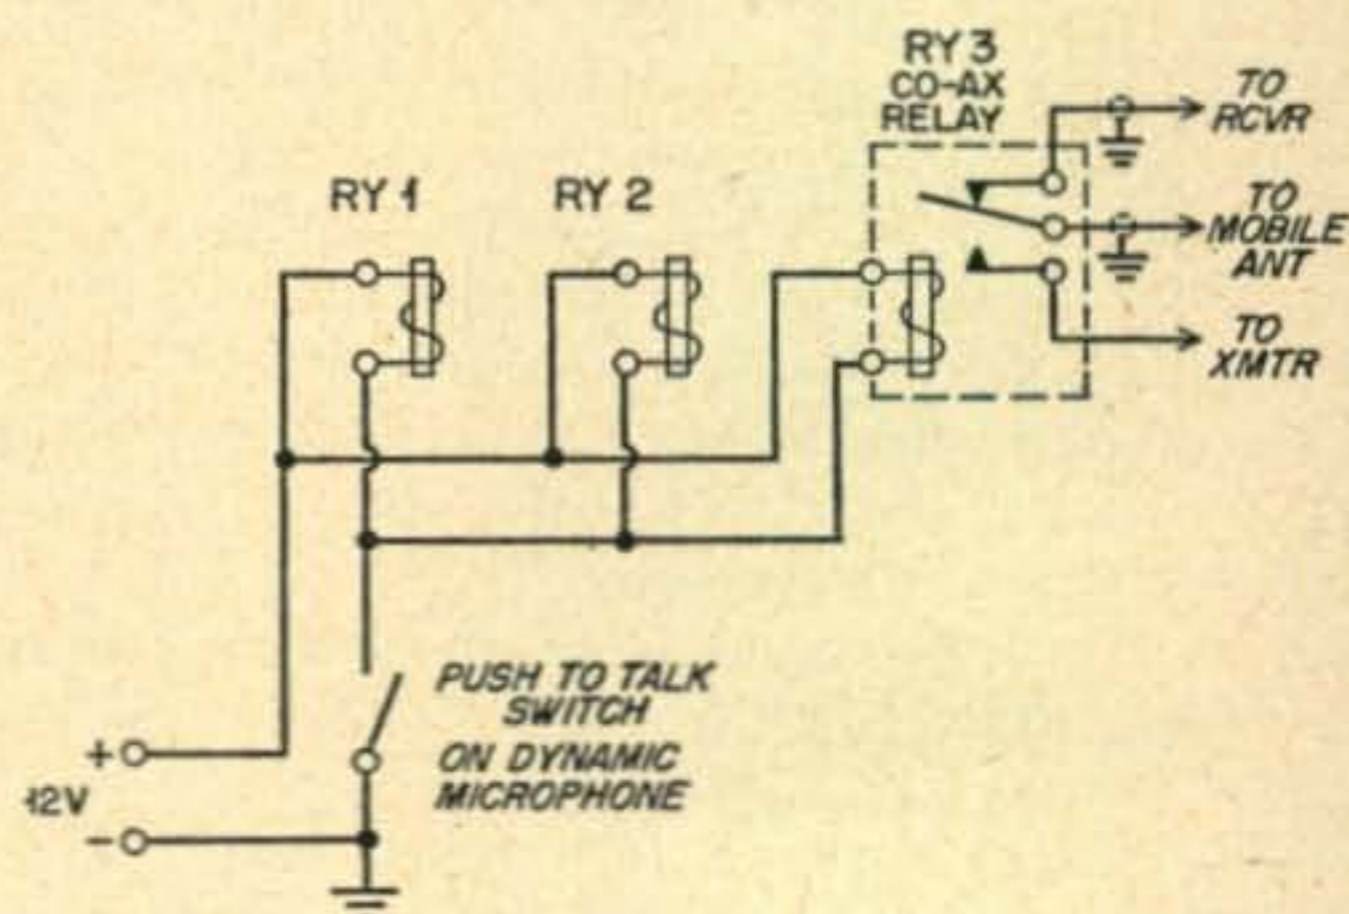 RY 3
CO-AX
RELAY
TO
RCVR
RY 1
RY 2
TO
MOBILE
ANT
TO
XMTR
PUSH TO TALK
SWITCH
ON DYNAMIC
MICROPHONE
+
12V
-